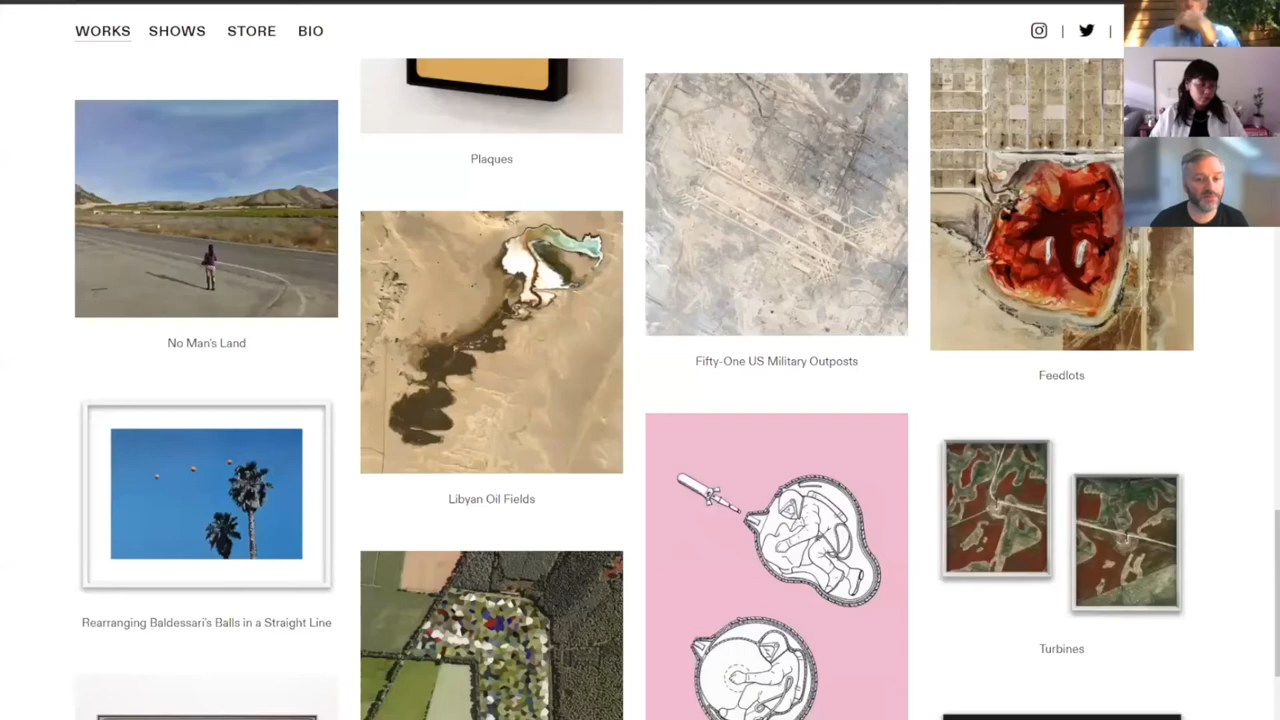 WORKS SHOWS STORE BIO
| |
Plaques
No Man's Land
Fifty-One US Military Outposts
Feedlots
Libyan Oil Fields
Rearranging Baldessari's Balls in a Straight Line
Turbines